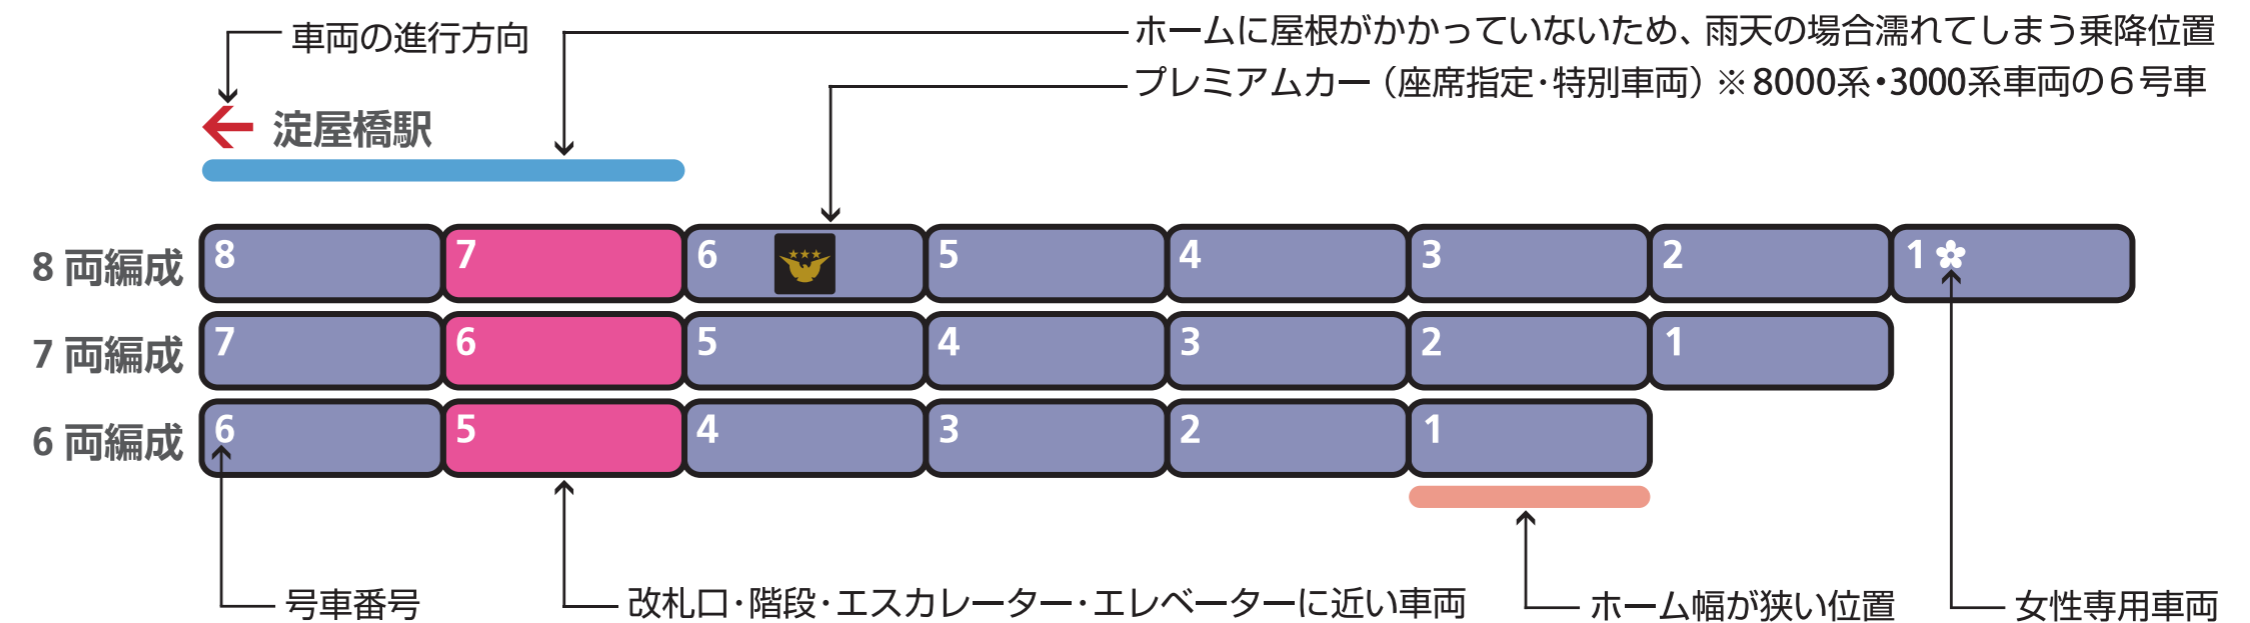 車両の進行方向
ホームに屋根がかかっていないため、雨天の場合濡れてしまう乗降位置
プレミアムカー（座席指定・特別車両）※8000系・3000系車両の６号車
淀屋橋駅
8 両編成 8 7 6 5 4 3 2 1
7 両編成 7 6 5 4 3 2 1
6 両編成 6 5 4 3 2 1
号車番号
改札口・階段・エスカレーター・エレベーターに近い車両
ホーム幅が狭い位置
女性専用車両